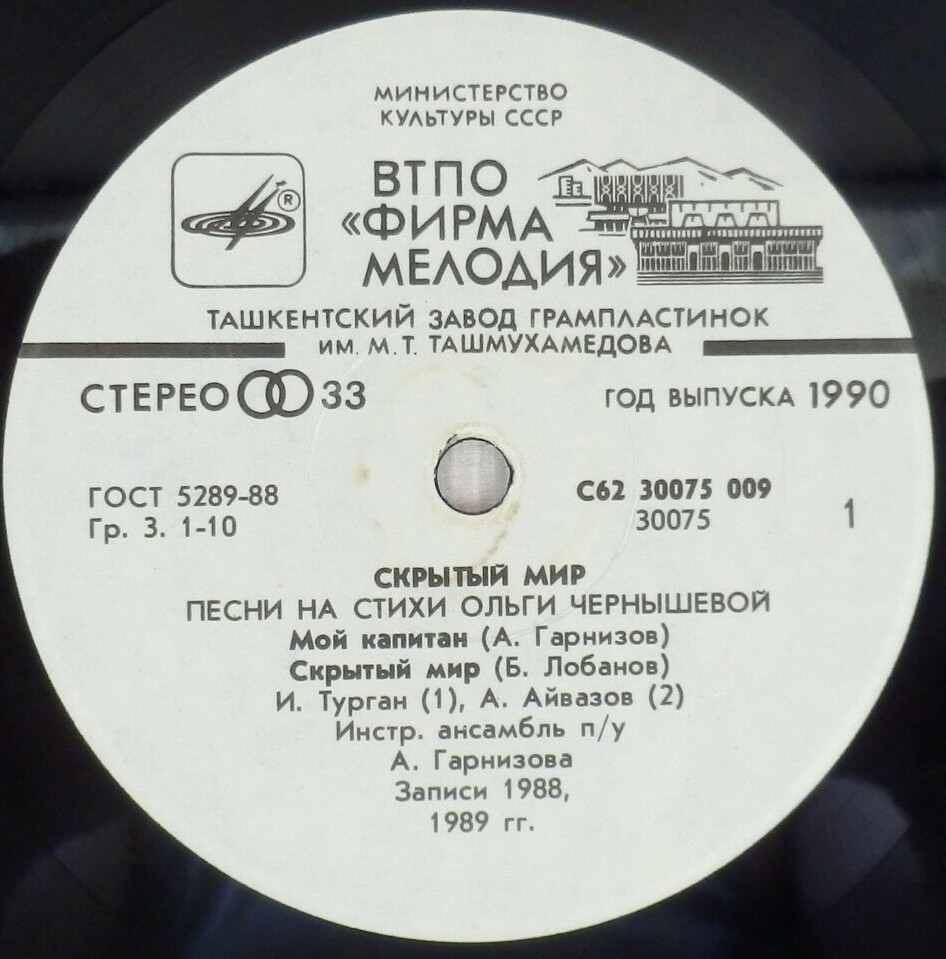 МИНИСТЕРСТВО
КУЛЬТУРЫ СССР
ВТПО
«ФИРМА
МЕЛОДИЯ»
®
ТАШКЕНТСКИЙ ЗАВОД ГРАМПЛАСТИНОК
ИМ. М. Т. ТАШМУХАМЕДОВА
СТЕРЕО 33
ГОД ВЫПУСКА 1990
ГОСТ 5289-88
Гр. 3. 1-10
С62 30075 009
30075
1
СКРЫТЫЙ МИР
ПЕСНИ НА СТИХИ ОЛЬГИ ЧЕРНЫШЕВОЙ
Мой капитан (А. Гарнизов)
Скрытый мир (Б. Лобанов)
И. Турган (1), А. Айвазов (2)
Инстр. ансамбль п/у
А. Гарнизова
Записи 1988,
1989 гг.